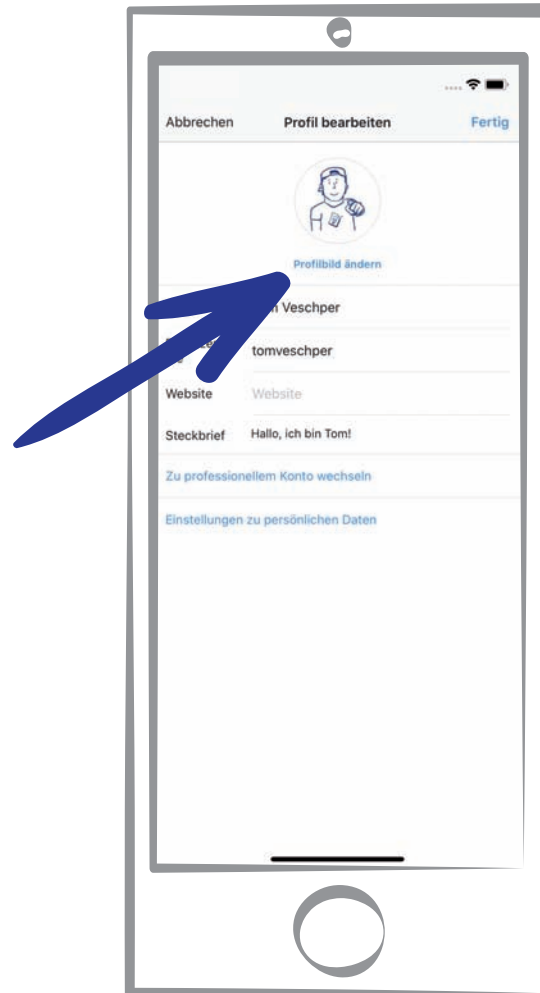 Abbrechen Profil bearbeiten Fertig
Profilbild ändern
Veschper
tomveschper
Website Website
Steckbrief Hallo, ich bin Tom!
Zu professionellem Konto wechseln
Einstellungen zu persönlichen Daten